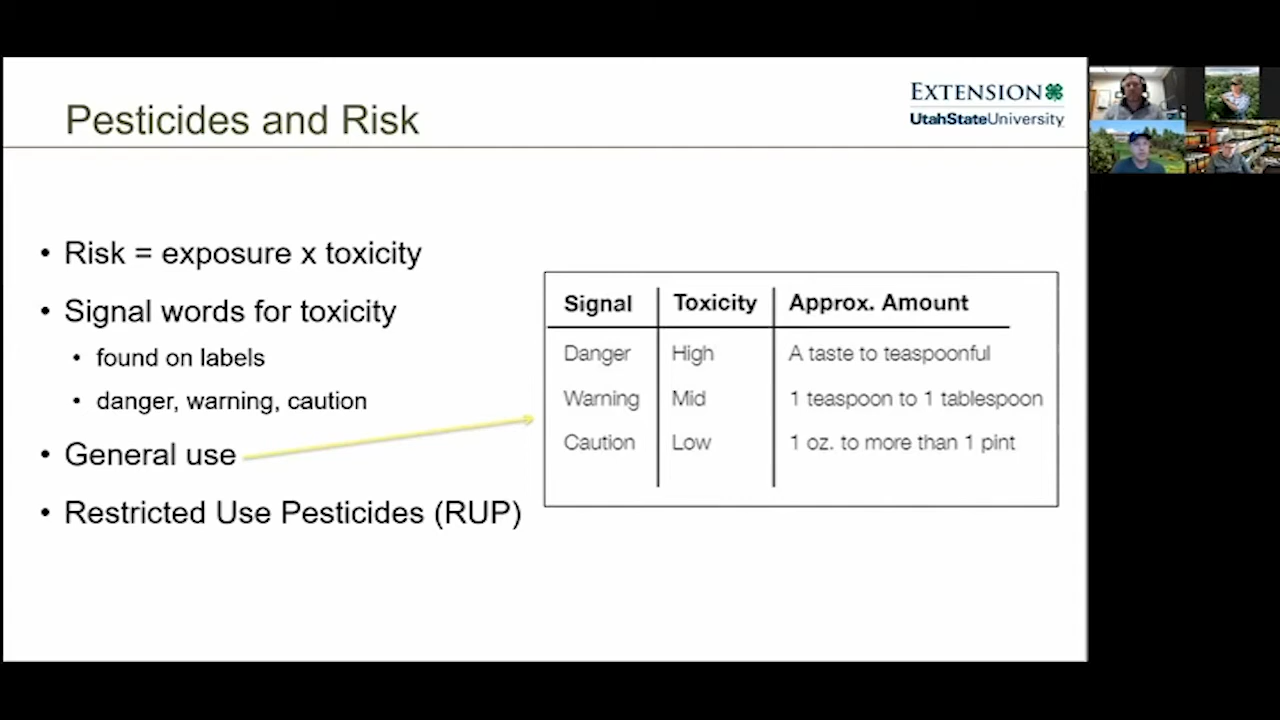 Pesticides and Risk
EXTENSION
UtahStateUniversity
• Risk = exposure x toxicity
• Signal words for toxicity
• found on labels
• danger, warning, caution
• General use
• Restricted Use Pesticides (RUP)
Signal Toxicity Approx. Amount
Danger High A taste to teaspoonful
Warning Mid 1 teaspoon to 1 tablespoon
Caution Low 1 oz. to more than 1 pint